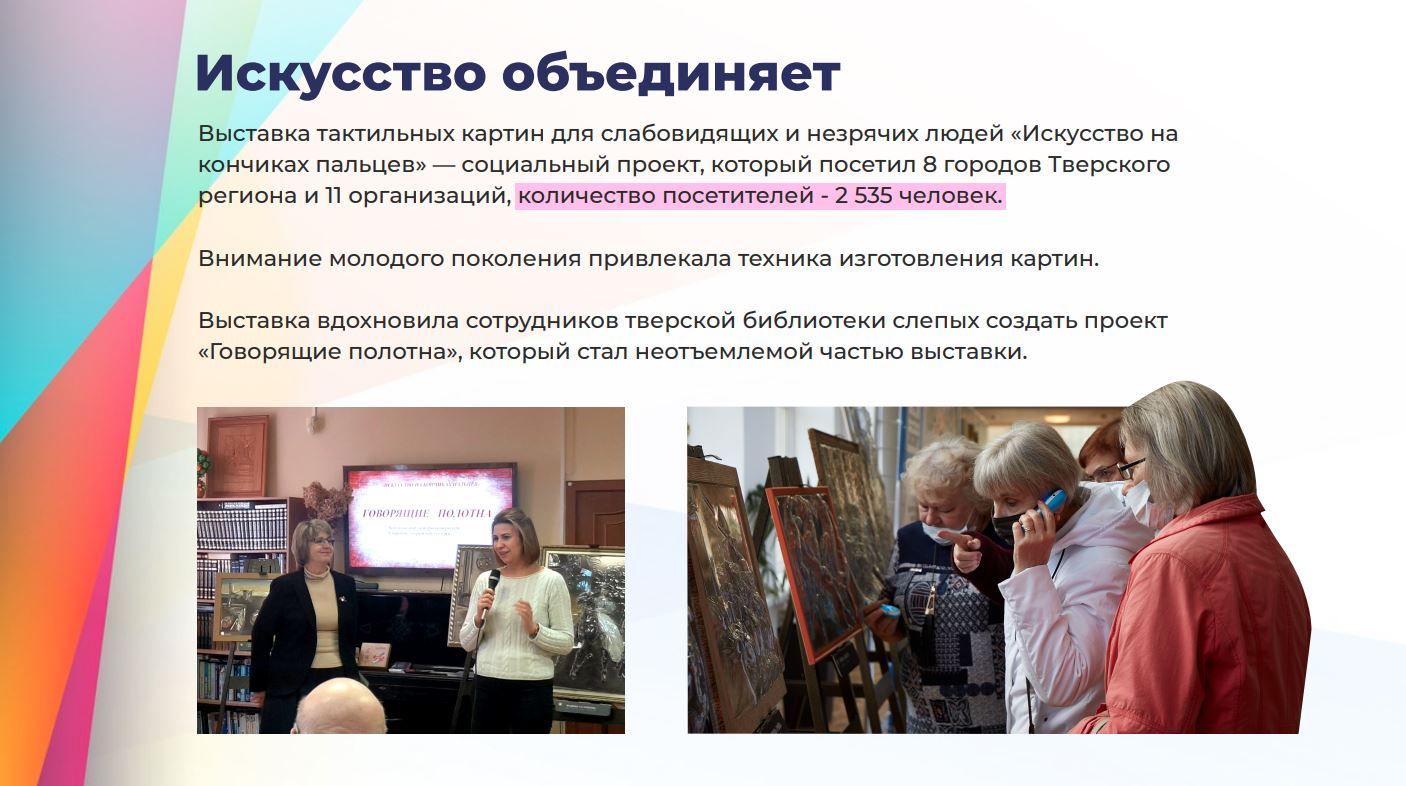 Искусство объединяет
Выставка тактильных картин для слабовидящих и незрячих людей «Искусство на
кончиках пальцев» — социальный проект, который посетил 8 городов Тверского
региона и 11 организаций, количество посетителей - 2 535 человек.
Внимание молодого поколения привлекала техника изготовления картин.
Выставка вдохновила сотрудников тверской библиотеки слепых создать проект
«Говорящие полотна», который стал неотъемлемой частью выставки.
ГОВОРЯЩИЕ ПОЛОТНА